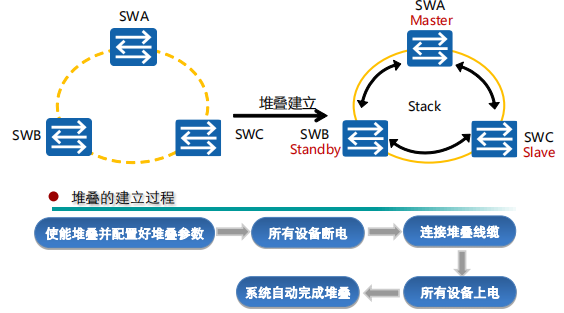 SWA
SWA
Master
SWB
SWC
堆叠建立
Stack
SWB
Standby
SWC
Slave
堆叠的建立过程
使能堆叠并配置好堆叠参数
所有设备断电
连接堆叠线缆
系统自动完成堆叠
所有设备上电